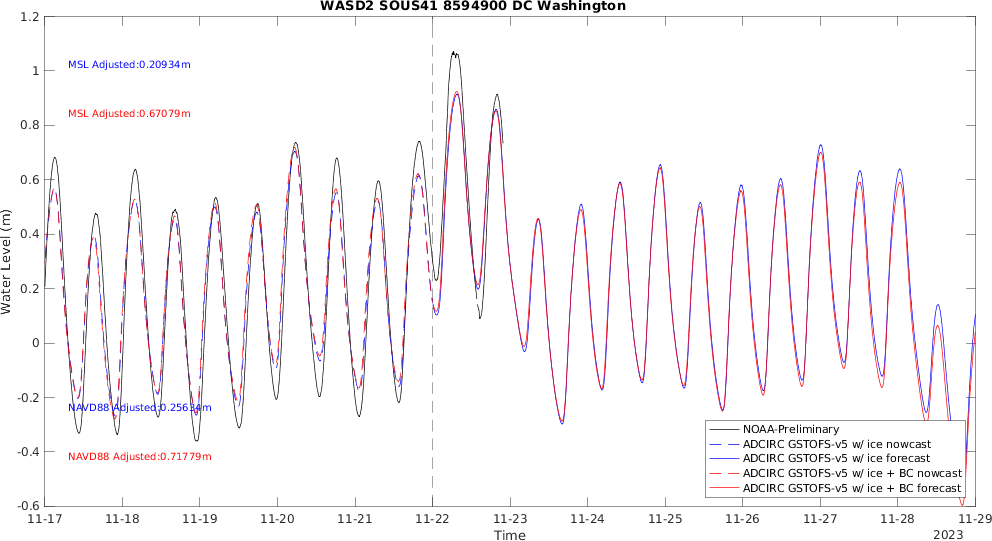 WASD2 SOUS41 8594900 DC Washington
1.2
1
0.8
0.6
0.4
0.2
0
-0.2
-0.4
-0.6
Water Level (m)
MSL Adjusted:0.20934m
MSL Adjusted:0.67079m
NAVD88 Adjusted:0.25634m
NAVD88 Adjusted:0.71779m
NOAA-Preliminary
ADCIRC GSTOFS-v5 w/ ice nowcast
ADCIRC GSTOFS-v5 w/ ice forecast
ADCIRC GSTOFS-v5 w/ ice + BC nowcast
ADCIRC GSTOFS-v5 w/ ice + BC forecast
11-17 11-18 11-19 11-20 11-21 11-22 11-23 11-24 11-25 11-26 11-27 11-28 11-29
Time
2023